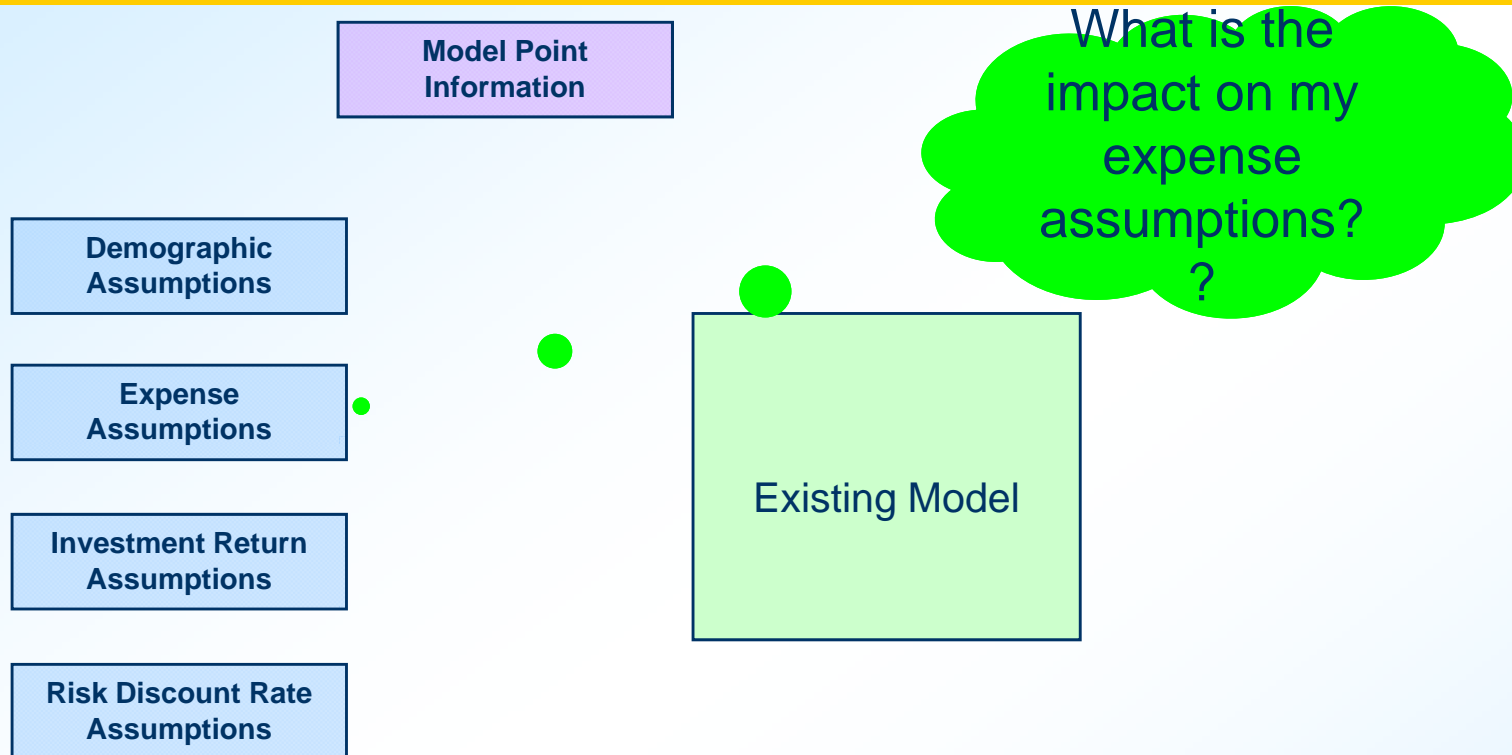 Model Point
Information
What is the
impact on my
expense
assumptions?
?
Demographic
Assumptions
Expense
Assumptions
Existing Model
Investment Return
Assumptions
Risk Discount Rate
Assumptions